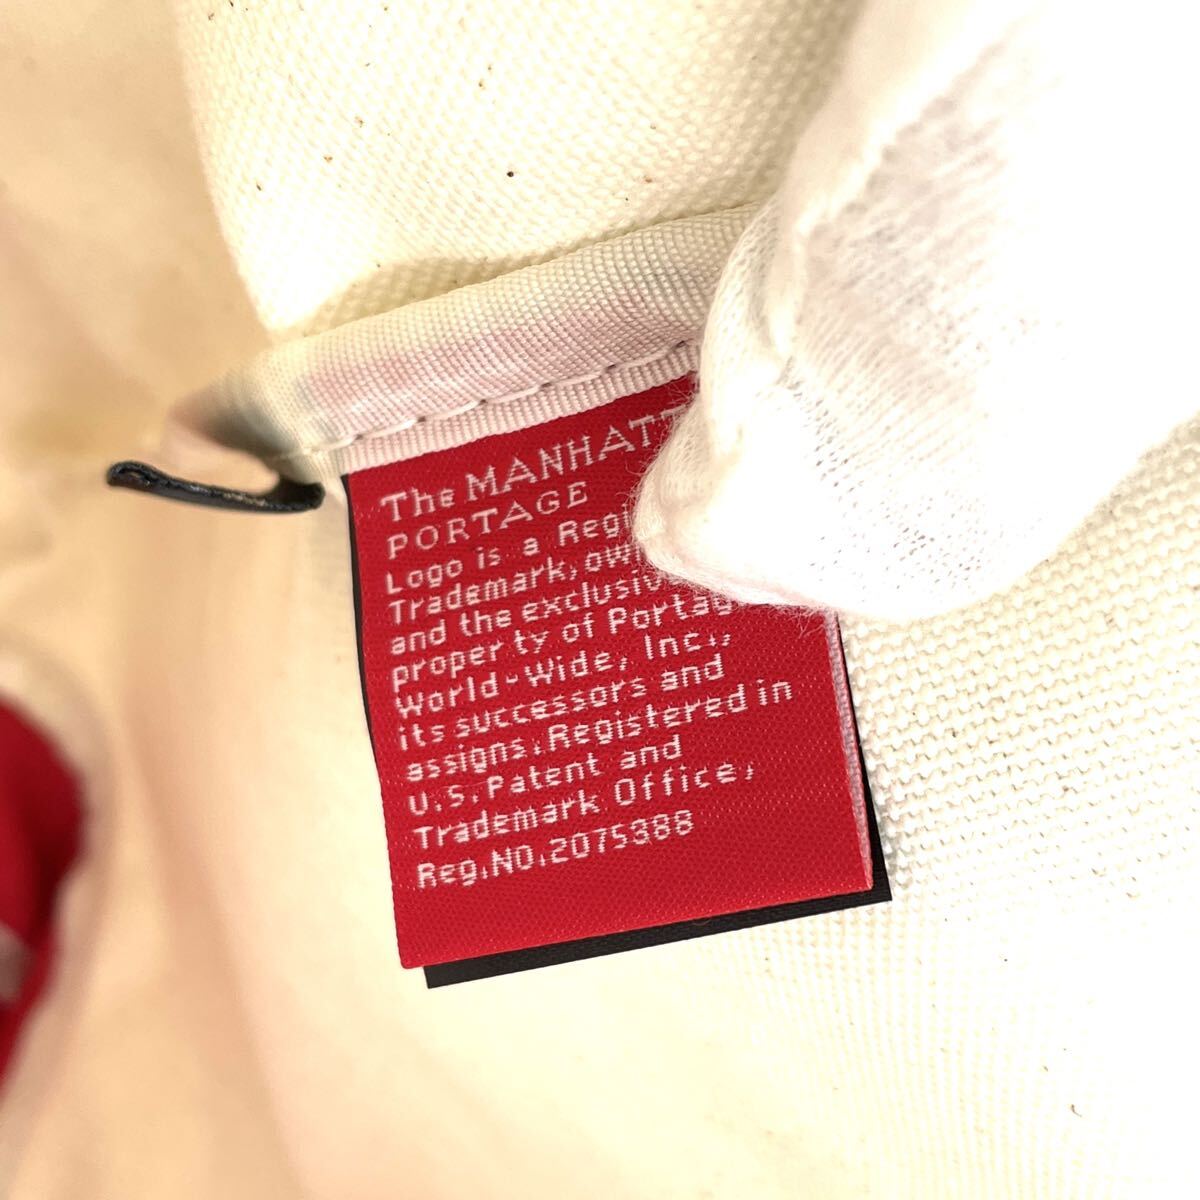 The MANHATT
PORTAGE
Logo is a Regi
Trademark, own
and the exclusiv
property of Portag
World-Wide, Inc.,
its successors and
assigns. Registered in
U.S. Patent and
Trademark Office,
Reg.NO.2075388